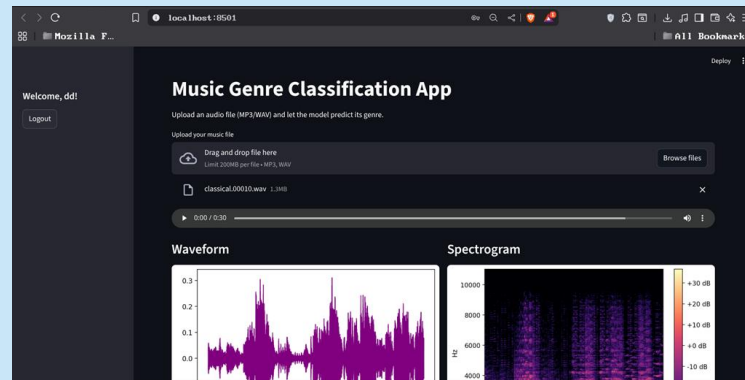 localhost:8501
Mozilla F...
All Bookmark
Deploy
Welcome, dd!
Logout
Music Genre Classification App
Upload an audio file (MP3/WAV) and let the model predict its genre.
Upload your music file
Drag and drop file here
Limit 200MB per file • MP3, WAV
Browse files
classical.00010.wav 1.3MB
0:00 / 0:30
Waveform
Spectrogram
0.3
0.2
0.1
0.0
10000
8000
6000
4000
Hz
+30 dB
+20 dB
+10 dB
+0 dB
-10 dB